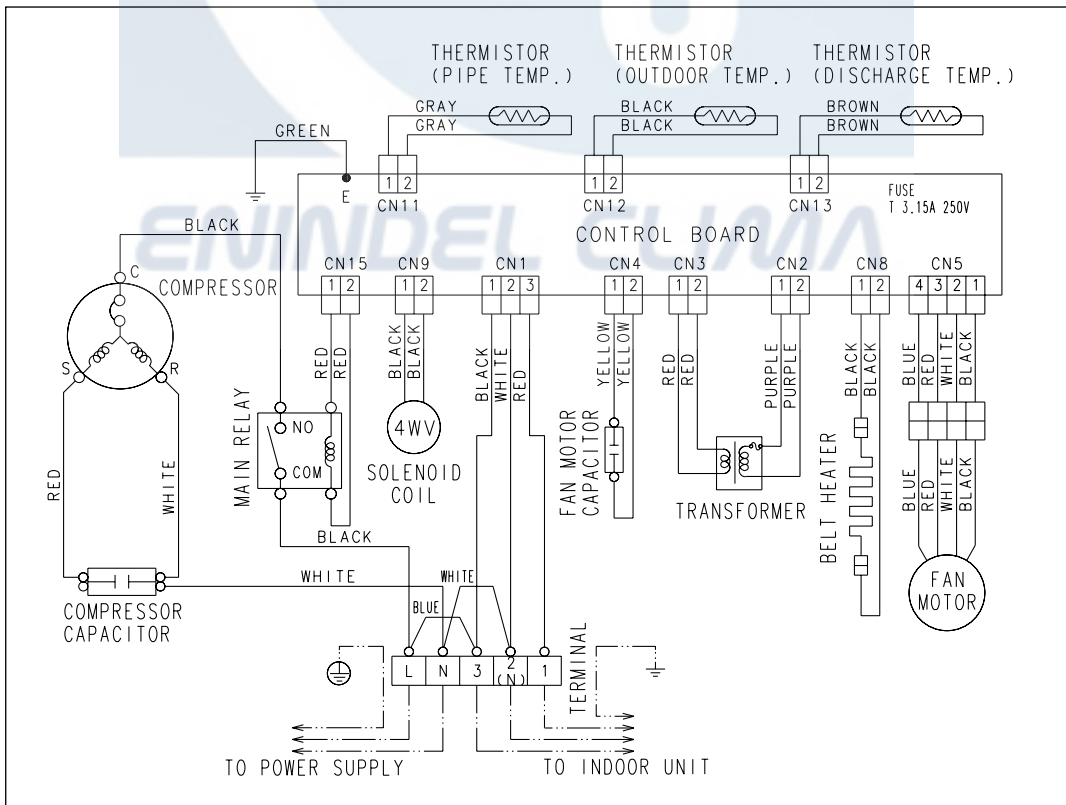 THERMISTOR
(PIPE TEMP.)
THERMISTOR
(OUTDOOR TEMP.)
THERMISTOR
(DISCHARGE TEMP.)
GRAY
GRAY
BLACK
BLACK
BROWN
BROWN
GREEN
E
1 2
CN11
1 2
CN12
1 2
CN13
FUSE
T 3.15A 250V
ENINDEL CLIMA
CONTROL BOARD
BLACK
C
COMPRESSOR
S
R
CN15
1 2
CN9
1 2
CN1
1 2 3
CN4
1 2
CN3
1 2
CN2
1 2
CN8
1 2
CN5
4 3 2 1
RED
RED
BLACK
BLACK
BLACK
WHITE
RED
YELLOW
YELLOW
RED
RED
PURPLE
PURPLE
BLACK
BLACK
BLUE
RED
WHITE
BLACK
MAIN RELAY
NO
COM
4WV
SOLENOID
COIL
FAN MOTOR
CAPACITOR
TRANSFORMER
BELT HEATER
BLUE
RED
WHITE
BLACK
FAN
MOTOR
RED
WHITE
BLACK
WHITE
WHITE
BLUE
COMPRESSOR
CAPACITOR
L N 3 2 (N) 1
TERMINAL
TO POWER SUPPLY
TO INDOOR UNIT